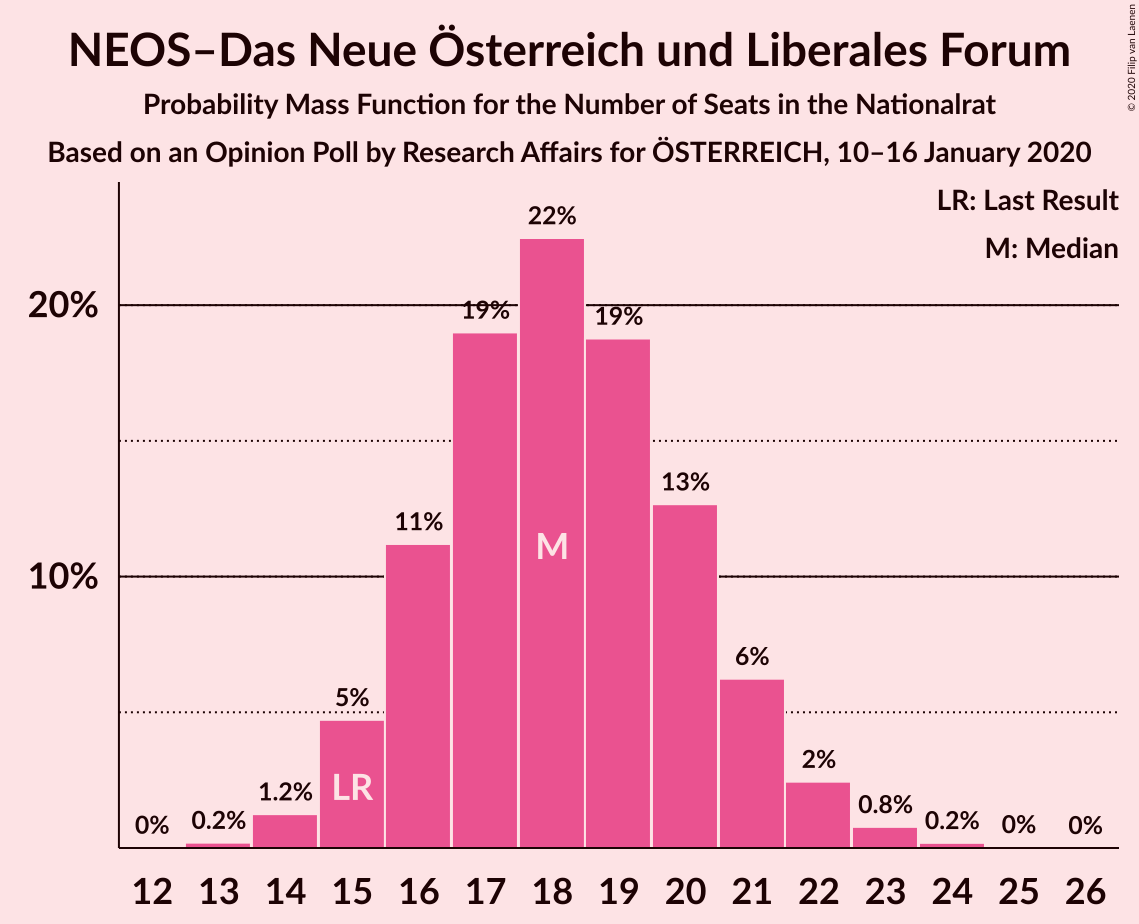 NEOS–Das Neue Österreich und Liberales Forum
Probability Mass Function for the Number of Seats in the Nationalrat
Based on an Opinion Poll by Research Affairs for ÖSTERREICH, 10–16 January 2020
© 2020 Filip van Laenen
LR: Last Result
M: Median
20%
10%
0%
0.2%
1.2%
5%
11%
19%
22%
19%
13%
6%
2%
0.8%
0.2%
0%
0%
LR
M
12 13 14 15 16 17 18 19 20 21 22 23 24 25 26